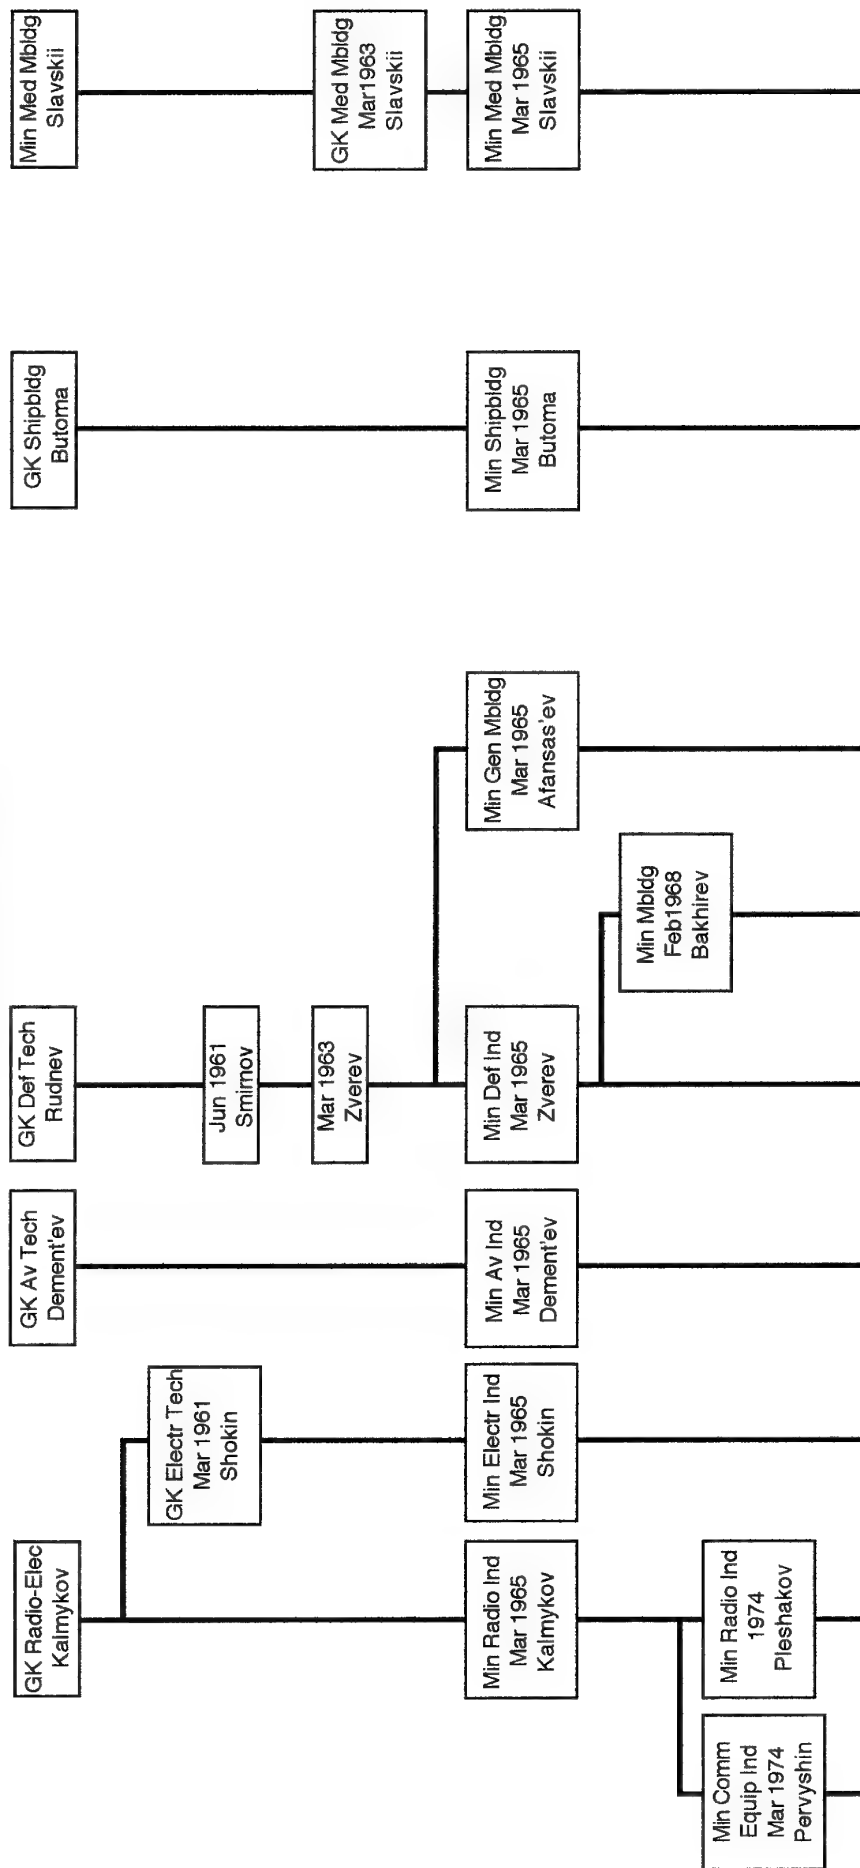 Min Med Mbldg
Slavskii
GK Med Mbldg
Mar1963
Slavskii
Min Med Mbldg
Mar 1965
Slavskii
GK Shipbldg
Butoma
Min Shipbldg
Mar 1965
Butoma
Min Gen Mbldg
Mar 1965
Afansas'ev
Min Mbldg
Feb1968
Bakhirev
GK Def Tech
Rudnev
Jun 1961
Smirnov
Mar 1963
Zverev
Min Def Ind
Mar 1965
Zverev
GK Av Tech
Dement'ev
Min Av Ind
Mar 1965
Dement'ev
GK Electr Tech
Mar 1961
Shokin
Min Electr Ind
Mar 1965
Shokin
GK Radio-Elec
Kalmykov
Min Radio Ind
Mar 1965
Kalmykov
Min Radio Ind
1974
Pleshakov
Min Comm
Equip Ind
Mar 1974
Pervyshin